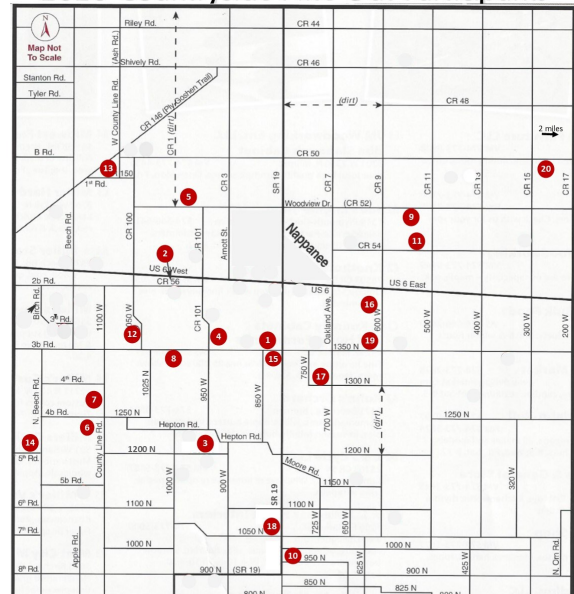 N
Map Not
To Scale
Riley Rd.
CR 44
(Ash Rd.)
Shively Rd.
CR 46
Stanton Rd.
Tyler Rd.
W County Line Rd.
CR 146 (Ply Goshen Trail)
CR 1 (dirt)
(dirt)
CR 48
2 miles
B Rd.
CR 50
13
1150
1st Rd.
20
CR 3
SR 19
CR 7
CR 9
CR 11
CR 15
CR 17
5
Woodview Dr.
(CR 52)
Beech Rd.
CR 100
CR 101
Arnott St.
Nappanee
9
11
CR 54
2
US 6 West
CR 56
2b Rd.
US 6
US 6 East
Birch Rd.
3a Rd.
1100 W
CR 101
Oakland Ave.
16
600 W
500 W
400 W
300 W
200 W
12
4
1
19
3b Rd.
1350 N
8
15
4th Rd.
1025 N
950 W
850 W
750 W
17
1300 N
N. Beech Rd.
7
4b Rd.
1250 N
700 W
(dirt)
1250 N
6
Hepton Rd.
14
County Line Rd.
3
Hepton Rd.
5th Rd.
1200 N
1200 N
Moore Rd.
5b Rd.
1000 W
900 W
1150 N
320 W
SR 19
6th Rd.
1100 N
1100 N
725 W
650 W
7th Rd.
1050 N
18
Apple Rd.
1000 N
1000 N
10
950 N
625 W
425 W
N. Orn Rd.
8th Rd.
900 N
(SR 19)
900 N
850 N
825 N